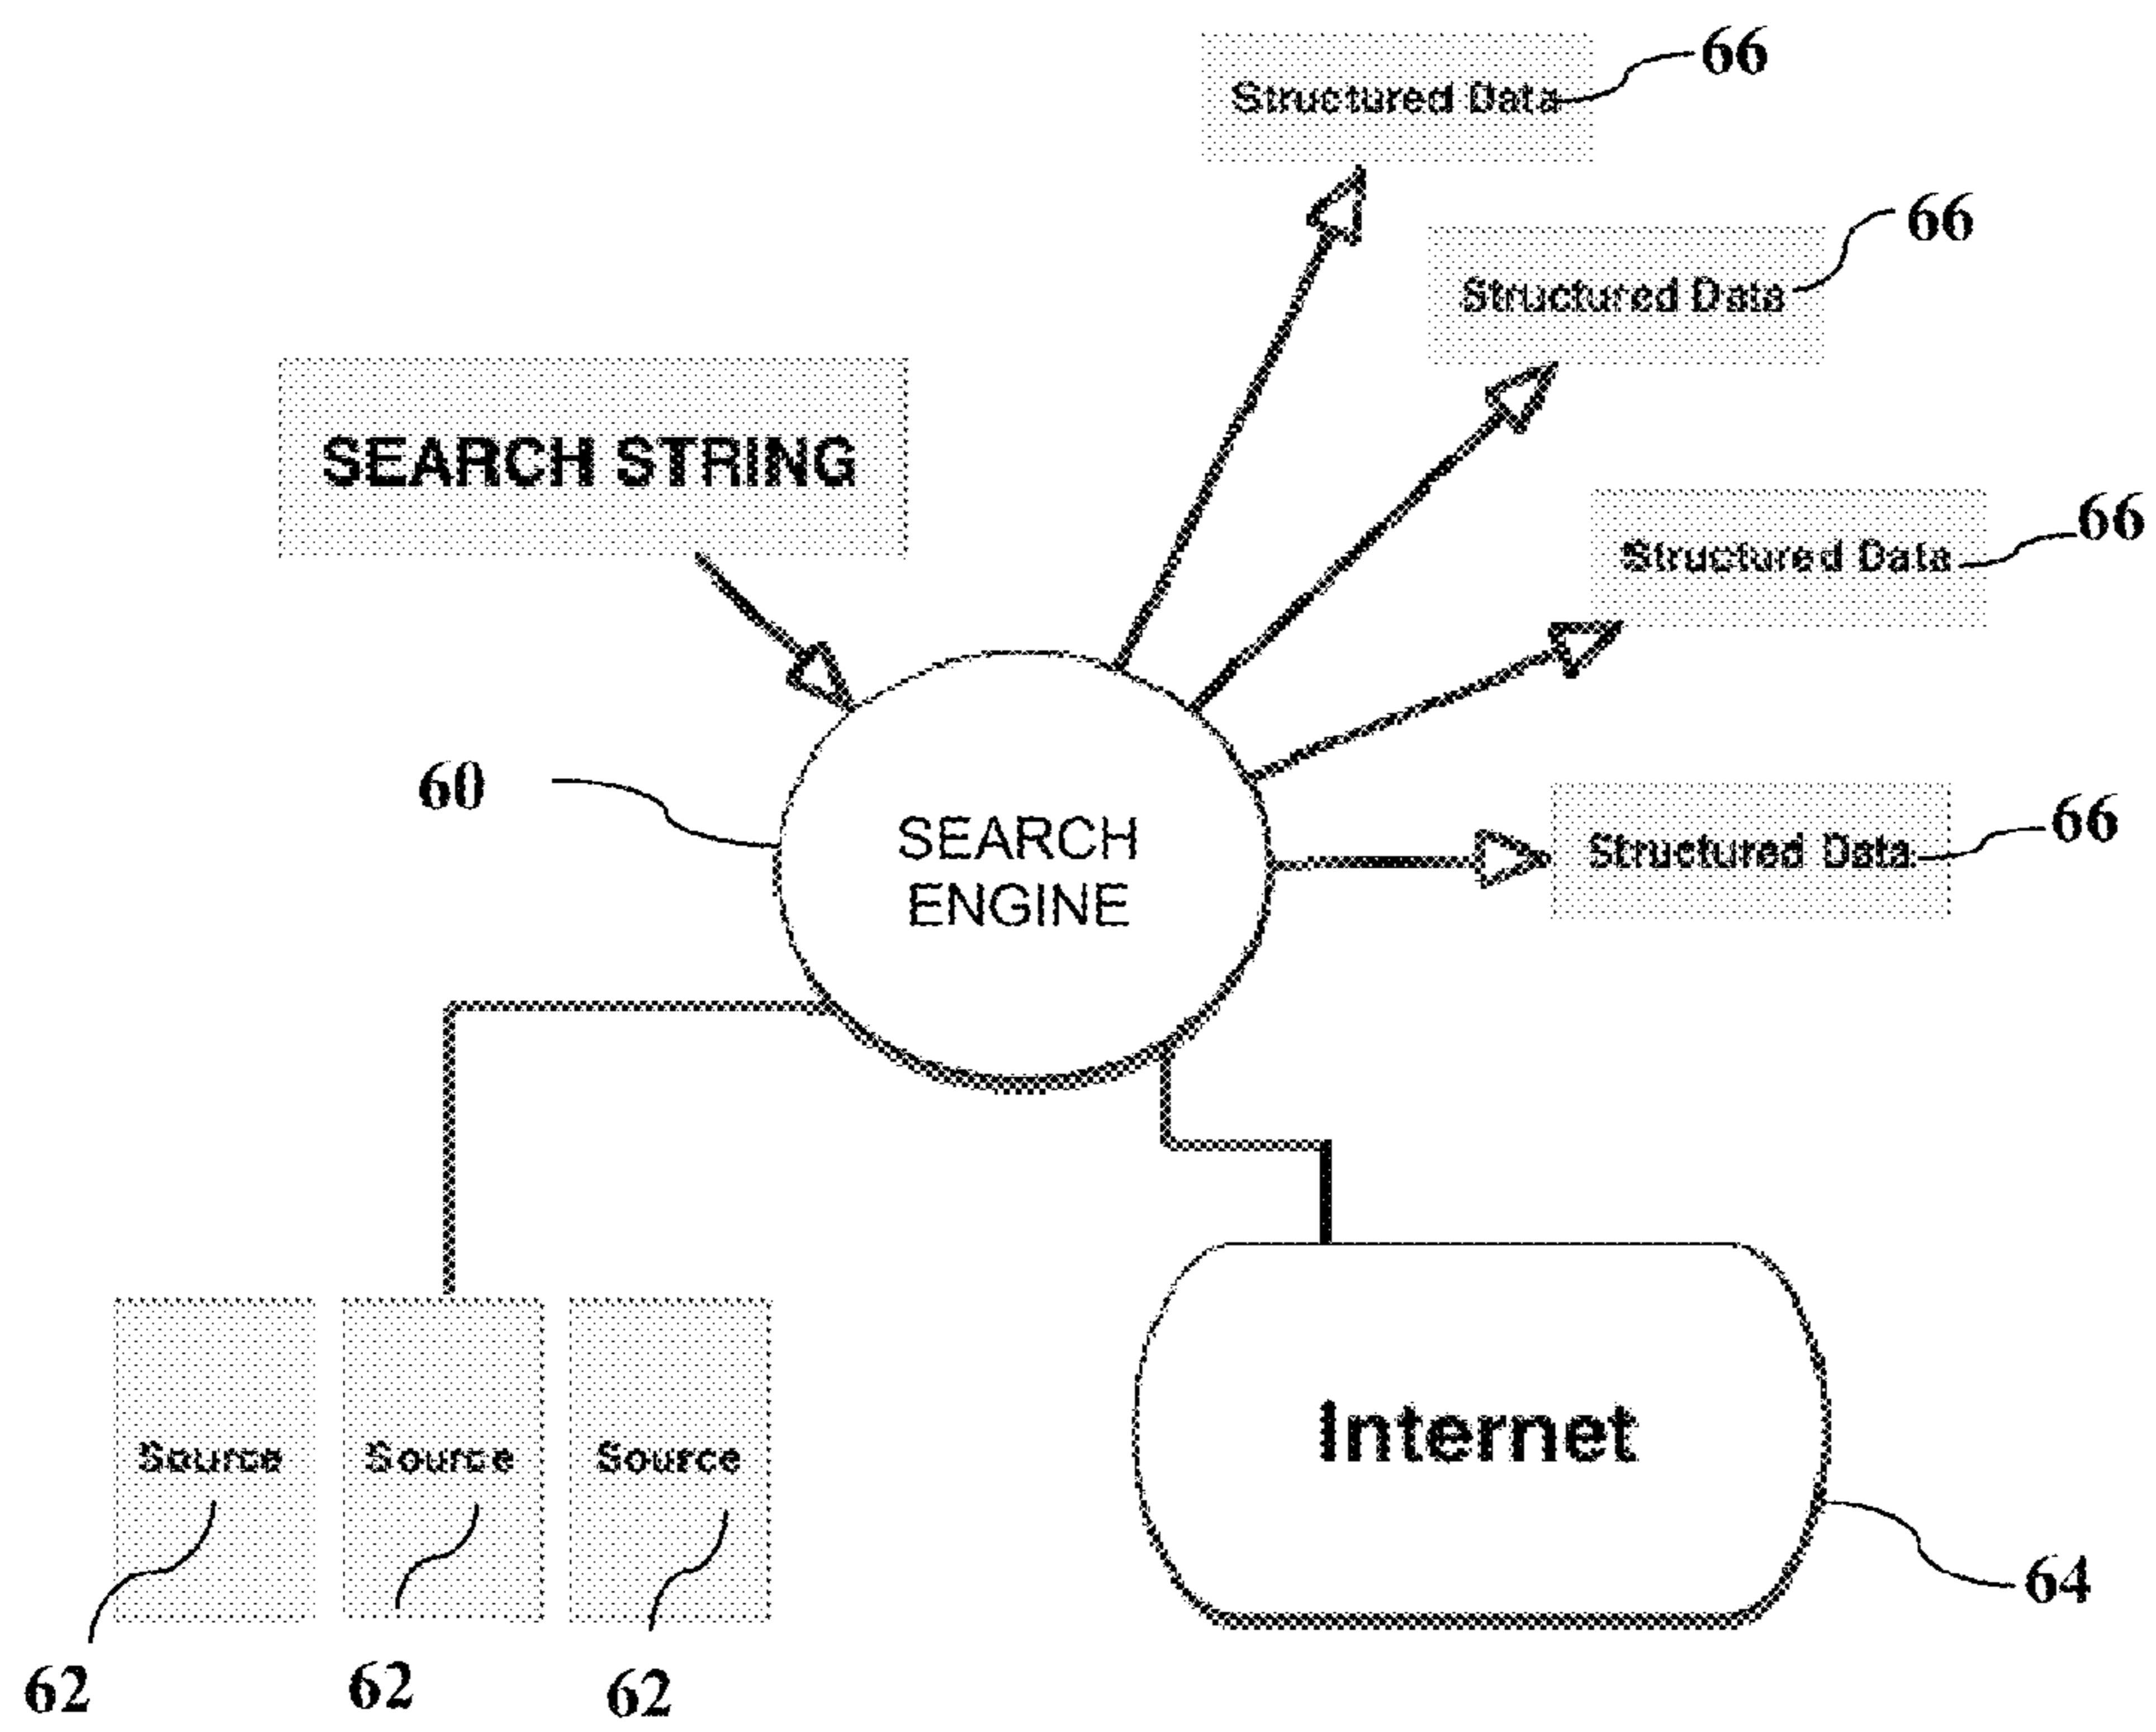 66
Structured Data
66
Structured Data
SEARCH STRING
66
Structured Data
60
SEARCH
ENGINE
66
Structured Data
Source
Source
Source
Internet
64
62
62
62